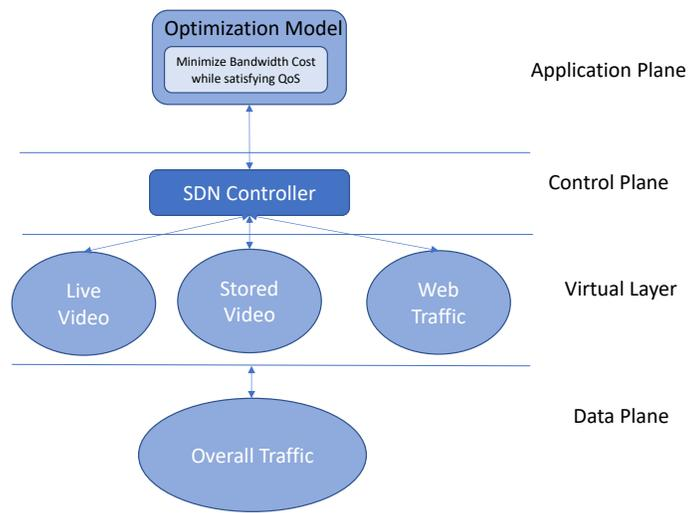 Optimization Model
Minimize Bandwidth Cost
while satisfying QoS
Application Plane
SDN Controller
Control Plane
Live
Video
Stored
Video
Web
Traffic
Virtual Layer
Overall Traffic
Data Plane